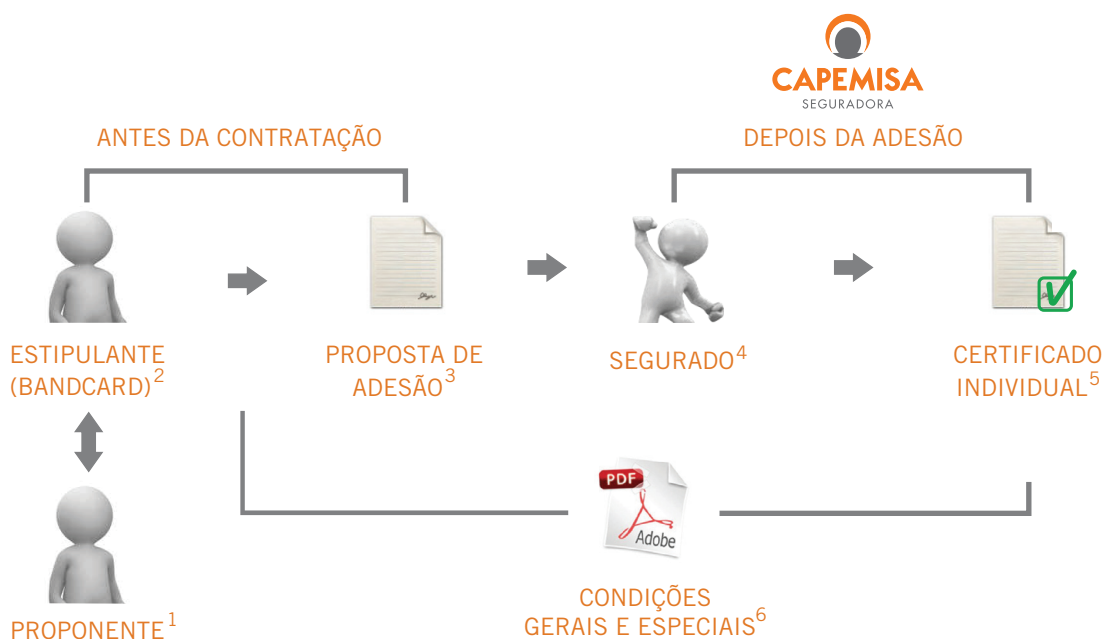 CAPEMISA
SEGURADORA
ANTES DA CONTRATAÇÃO
DEPOIS DA ADESÃO
ESTIPULANTE
(BANDCARD)2
PROPOSTA DE
ADESÃO3
SEGURADO4
CERTIFICADO
INDIVIDUAL5
PDF
Adobe
PROPONENTE1
CONDIÇÕES
GERAIS E ESPECIAIS6